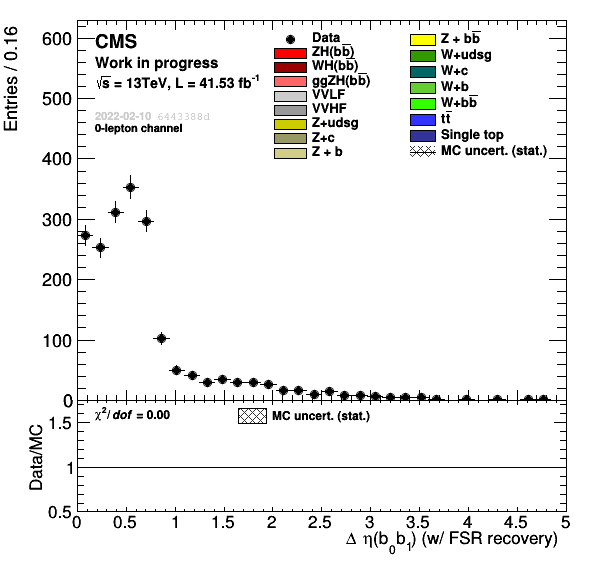 CMS
Work in progress
√s = 13TeV, L = 41.53 fb⁻¹
2022-02-10 6443388d
0-lepton channel
Data
ZH(bb̅)
WH(bb̅)
ggZH(bb̅)
VVLF
VVHF
Z+udsg
Z+c
Z + b
Z + bb̅
W+udsg
W+c
W+b
W+bb̅
tt̅
Single top
MC uncert. (stat.)
Entries / 0.16
600
500
400
300
200
100
0
χ²/dof = 0.00
MC uncert. (stat.)
Data/MC
1.5
1
0.5
0 0.5 1 1.5 2 2.5 3 3.5 4 4.5 5
Δ η(b₀b₁) (w/ FSR recovery)